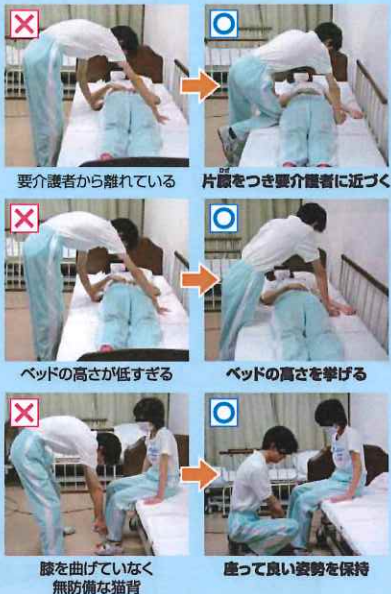 要介護者から離れている
片膝をつき要介護者に近づく
ひざ
ベッドの高さが低すぎる
ベッドの高さを挙げる
膝を曲げていなく
無防備な猫背
座って良い姿勢を保持